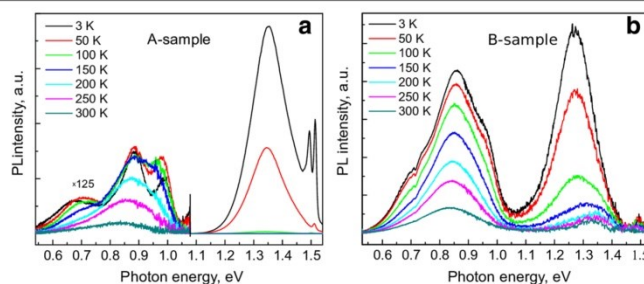 a
A-sample
3 K
50 K
100 K
150 K
200 K
250 K
300 K
x125
PLintensity, a.u.
0.6 0.7 0.8 0.9 1.0 1.1 1.2 1.3 1.4 1.5
Photon energy, eV
b
B-sample
3 K
50 K
100 K
150 K
200 K
250 K
300 K
PL intensity, a.u.
0.6 0.7 0.8 0.9 1.0 1.1 1.2 1.3 1.4 1.5
Photon energy, eV